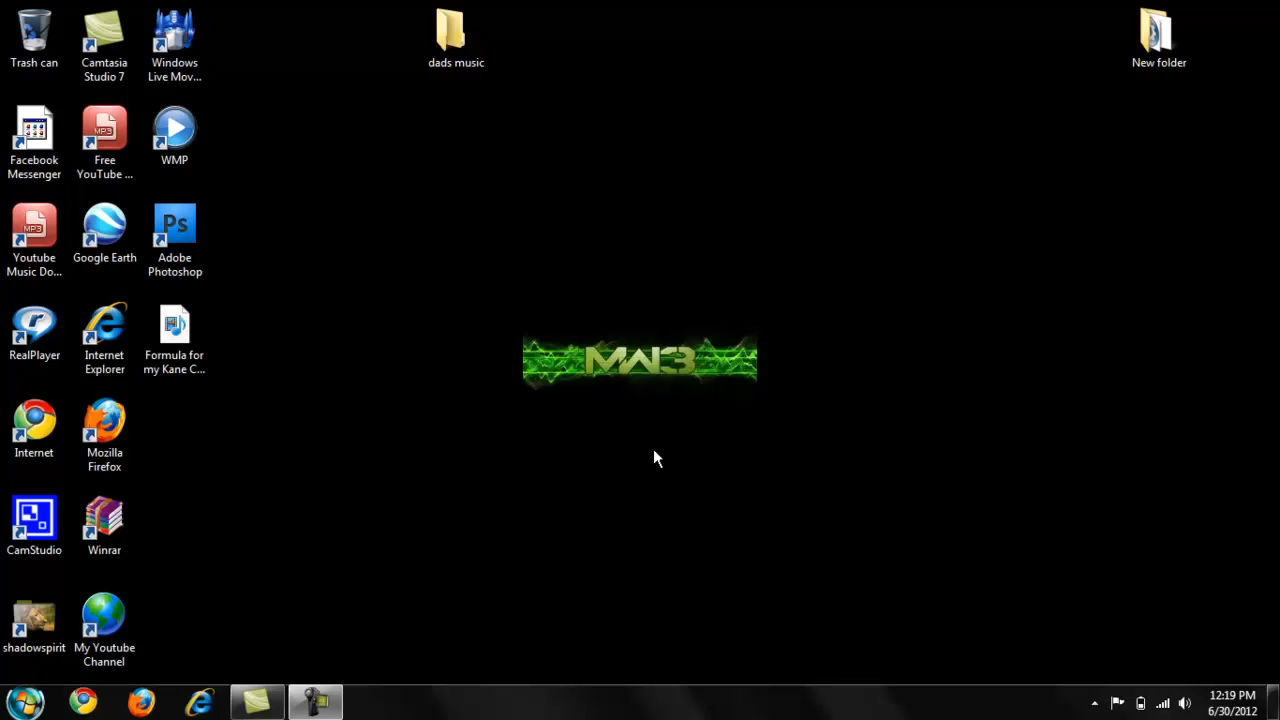 Trash can
Camtasia
Studio 7
Windows
Live Mov...
dads music
New folder
Facebook
Messenger
MP3
Free
YouTube ...
WMP
MP3
Youtube
Music Do...
Google Earth
Ps
Adobe
Photoshop
RealPlayer
Internet
Explorer
Formula for
my Kane C...
MW3
Internet
Mozilla
Firefox
CamStudio
Winrar
shadowspirit
My Youtube
Channel
12:19 PM
6/30/2012